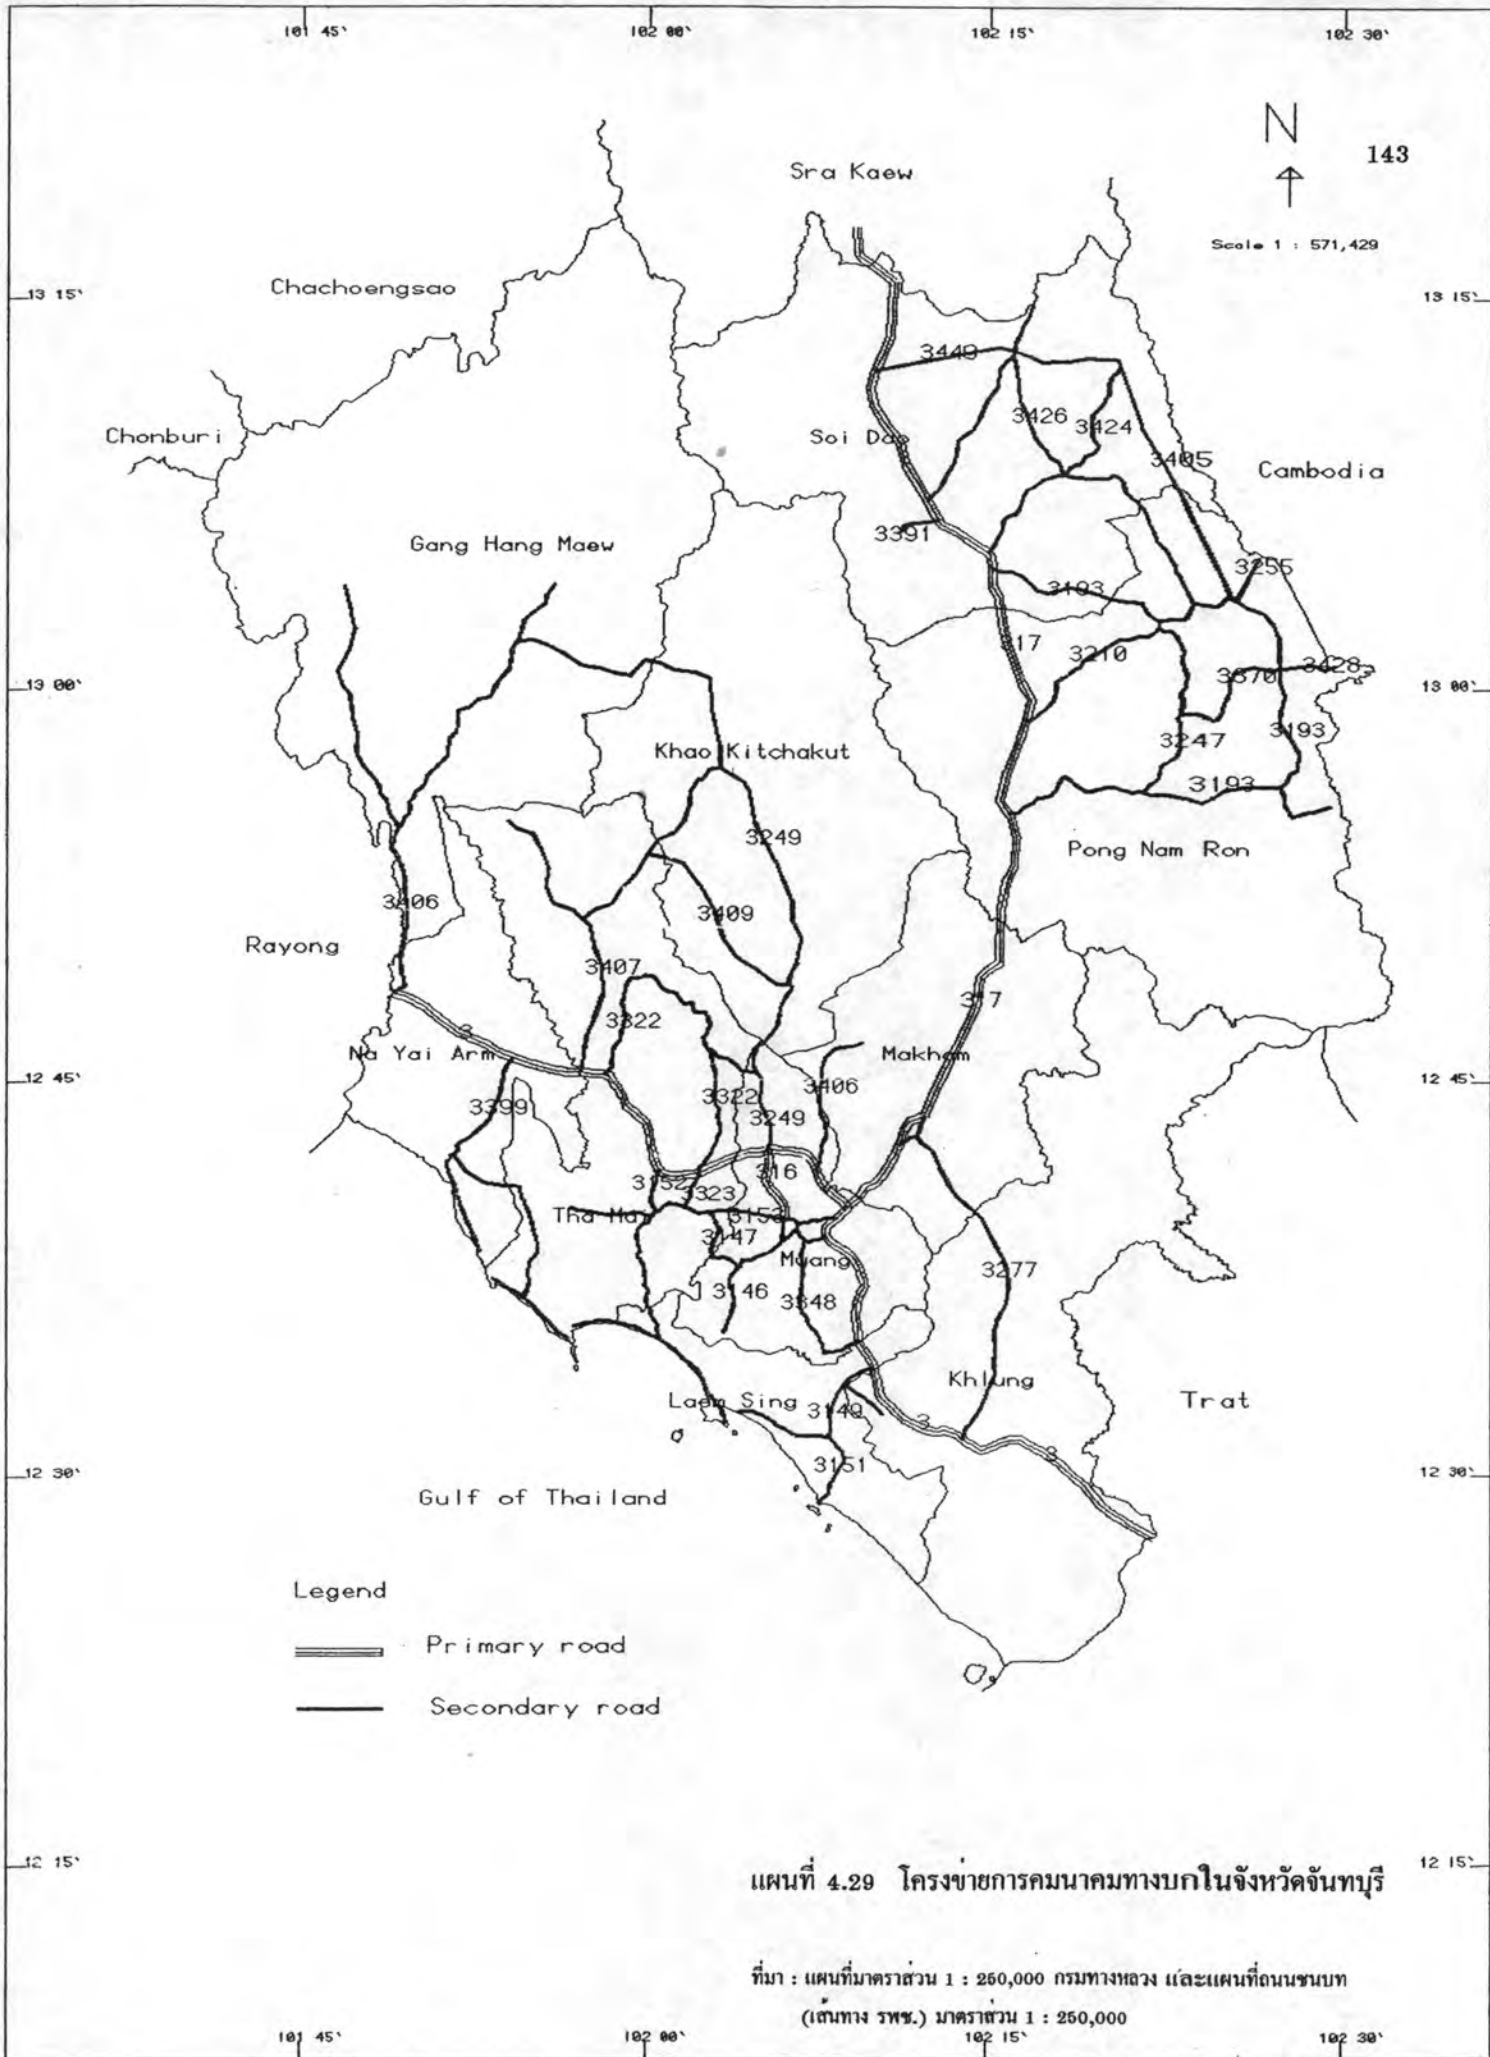 101 45' 102 00' 102 15' 102 30'
N
143
Sra Kaew
Scale 1 : 571,429
Chachoengsao
13 15' 13 15'
3449
3426
3424
Chonburi
Soi Dao
3405
Cambodia
3391
Gang Hang Maew
3255
3193
317
3210
3428
3370
13 00' 13 00'
3193
3247
Khao Kitchakut
3193
3249
Pong Nam Ron
3406
3409
Rayong
3407
317
3322
3
Na Yai Arm
Makham
12 45' 12 45'
3406
3322
3399
3249
316
3152
3323
Tha Mai
3153
3147
Muang
3277
3146
3348
Khlung
Trat
Laem Sing
3149
3
3
3151
12 30' 12 30'
Gulf of Thailand
Legend
Primary road
Secondary road
12 15' 12 15'
แผนที่ 4.29 โครงข่ายการคมนาคมทางบกในจังหวัดจันทบุรี
ที่มา : แผนที่มาตราส่วน 1 : 250,000 กรมทางหลวง และแผนที่ถนนชนบท
(เส้นทาง รพช.) มาตราส่วน 1 : 250,000
101 45' 102 00' 102 15' 102 30'